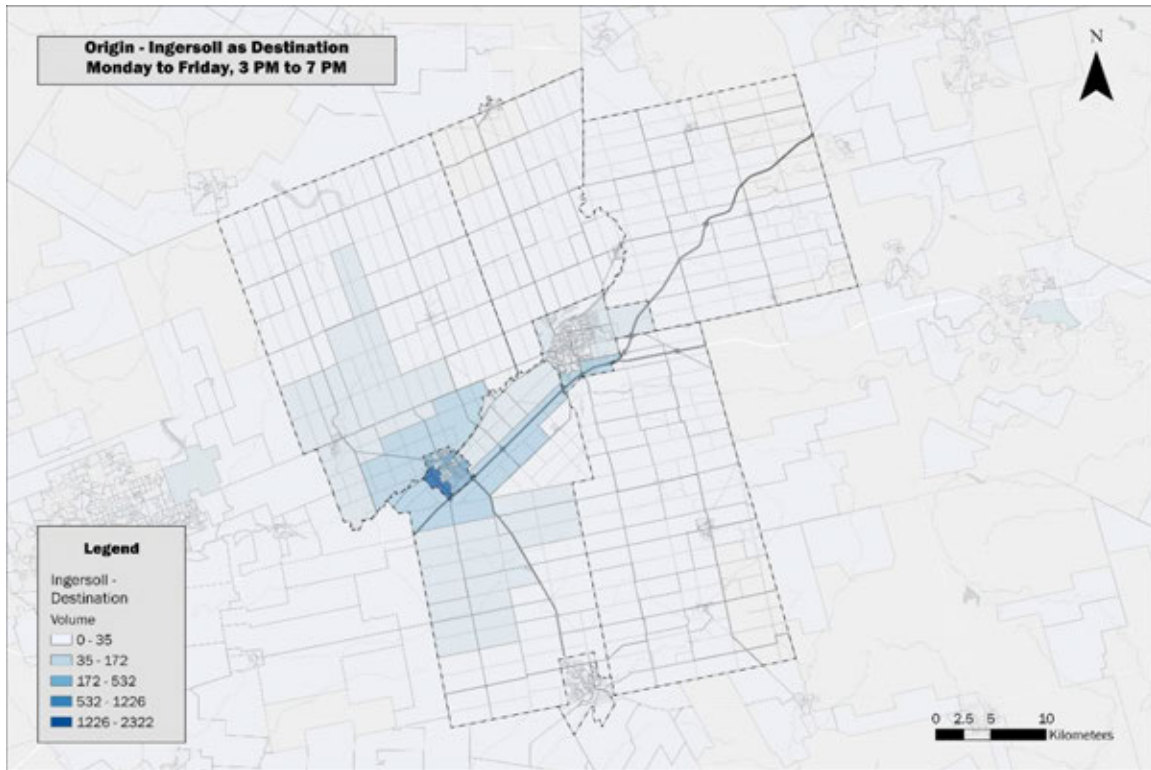 Origin - Ingersoll as Destination
Monday to Friday, 3 PM to 7 PM
N
Legend
Ingersoll -
Destination
Volume
0 - 35
35 - 172
172 - 532
532 - 1226
1226 - 2322
0 2.5 5 10
Kilometers